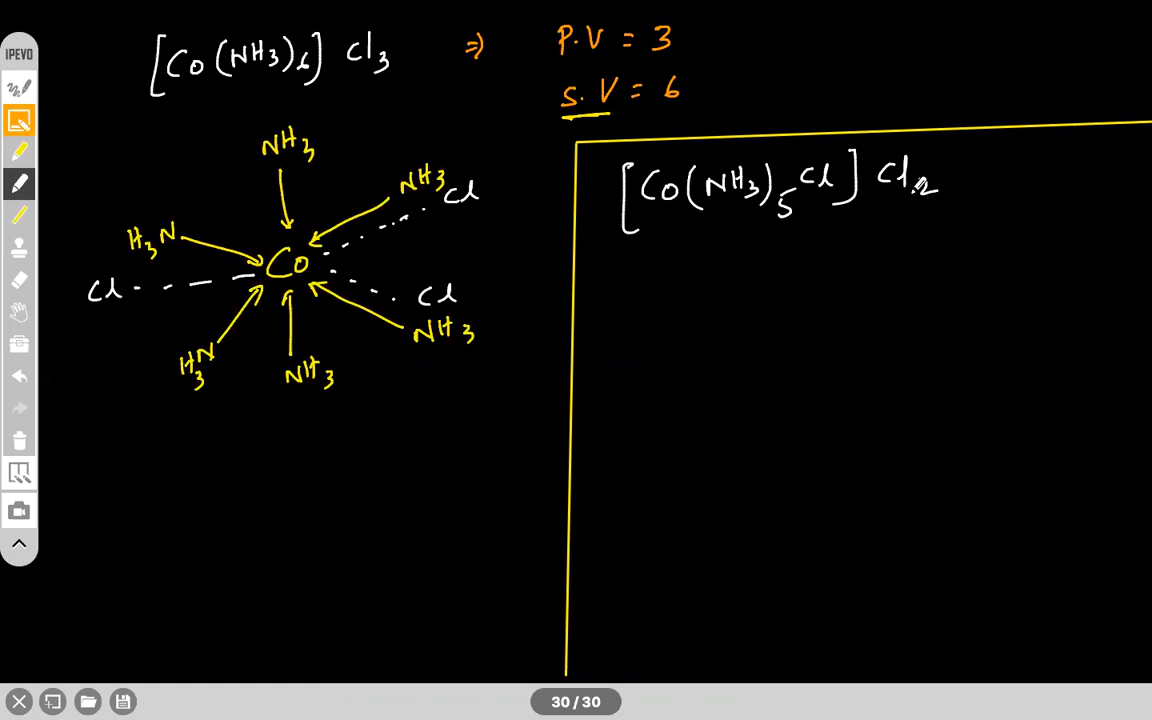 IPEVO
[Co(NH3)6] Cl3 ⇒ P.V = 3
S.V = 6
NH3
NH3
Cl
H3N
Co
Cl
Cl
NH3
H3N
NH3
[Co(NH3)5Cl] Cl2
30 / 30